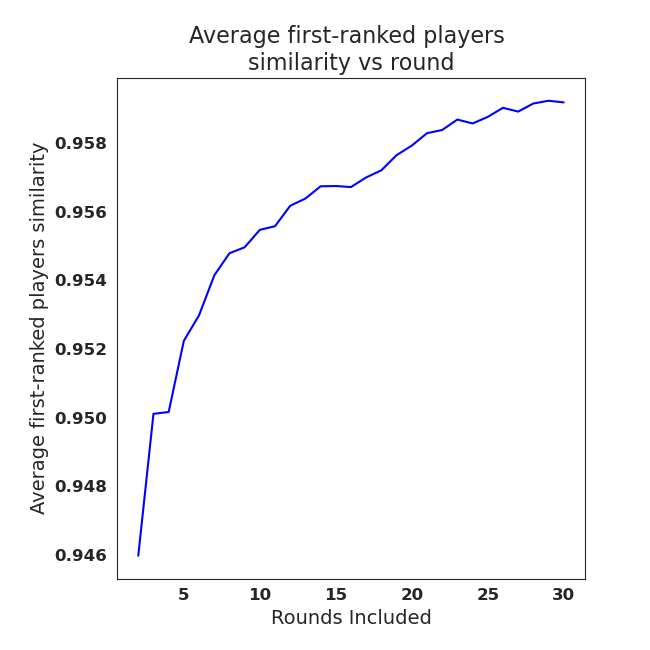 Average first-ranked players
similarity vs round
Average first-ranked players similarity
0.958
0.956
0.954
0.952
0.950
0.948
0.946
5 10 15 20 25 30
Rounds Included